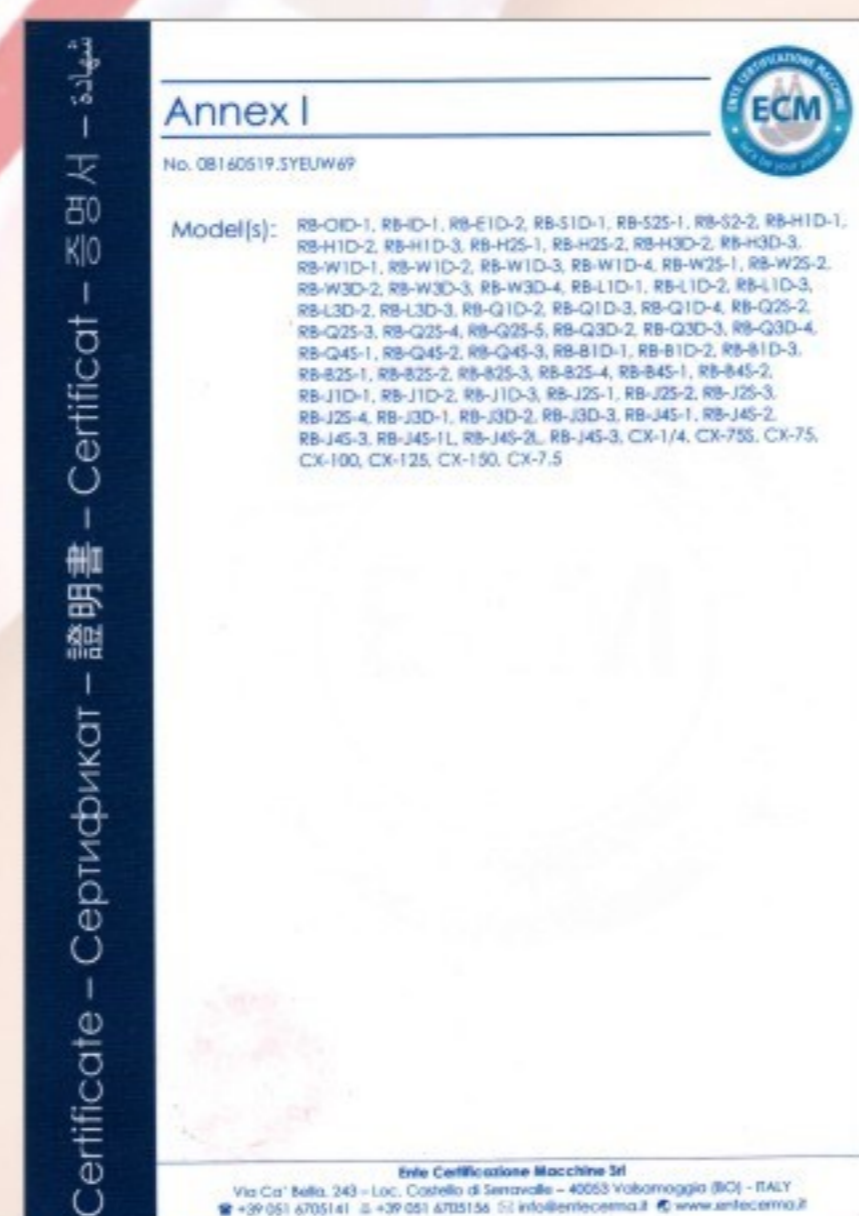 Certificate – Сертификат – 證明書 – Certificat – 증명서 – شهادة
Annex I
ENTE CERTIFICAZIONE MACCHINE
ECM
let's be your partner
No. 0B160519.SYEUW69
Model(s): RB-OID-1, RB-ID-1, RB-E1D-2, RB-S1D-1, RB-S2S-1, RB-S2-2, RB-H1D-1,
RB-H1D-2, RB-H1D-3, RB-H2S-1, RB-H2S-2, RB-H3D-2, RB-H3D-3,
RB-W1D-1, RB-W1D-2, RB-W1D-3, RB-W1D-4, RB-W2S-1, RB-W2S-2,
RB-W3D-2, RB-W3D-3, RB-W3D-4, RB-L1D-1, RB-L1D-2, RB-L1D-3,
RB-L3D-2, RB-L3D-3, RB-Q1D-2, RB-Q1D-3, RB-Q1D-4, RB-Q2S-2,
RB-Q2S-3, RB-Q2S-4, RB-Q2S-5, RB-Q3D-2, RB-Q3D-3, RB-Q3D-4,
RB-Q4S-1, RB-Q4S-2, RB-Q4S-3, RB-B1D-1, RB-B1D-2, RB-B1D-3,
RB-B2S-1, RB-B2S-2, RB-B2S-3, RB-B2S-4, RB-B4S-1, RB-B4S-2,
RB-J1D-1, RB-J1D-2, RB-J1D-3, RB-J2S-1, RB-J2S-2, RB-J2S-3,
RB-J2S-4, RB-J3D-1, RB-J3D-2, RB-J3D-3, RB-J4S-1, RB-J4S-2,
RB-J4S-3, RB-J4S-1L, RB-J4S-2L, RB-J4S-3, CX-1/4, CX-75S, CX-75,
CX-100, CX-125, CX-150, CX-7.5
Ente Certificazione Macchine Srl
Via Ca' Bella, 243 – Loc. Castello di Serravalle – 40053 Valsamoggia (BO) - ITALY
+39 051 6705141 +39 051 6705156 info@entecerma.it www.entecerma.it